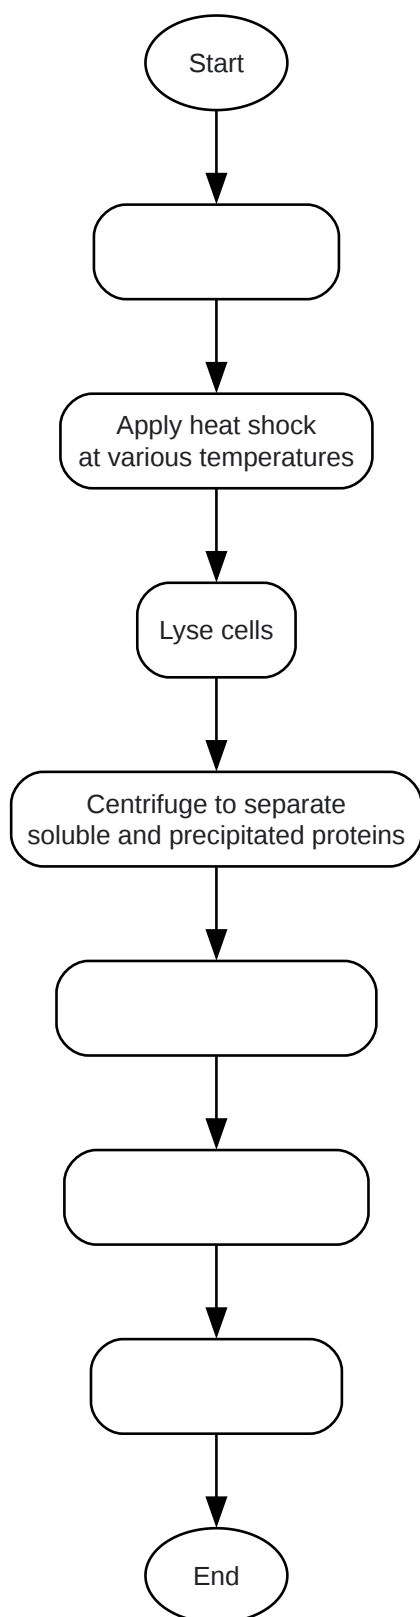 Start
Apply heat shock
at various temperatures
Lyse cells
Centrifuge to separate
soluble and precipitated proteins
End